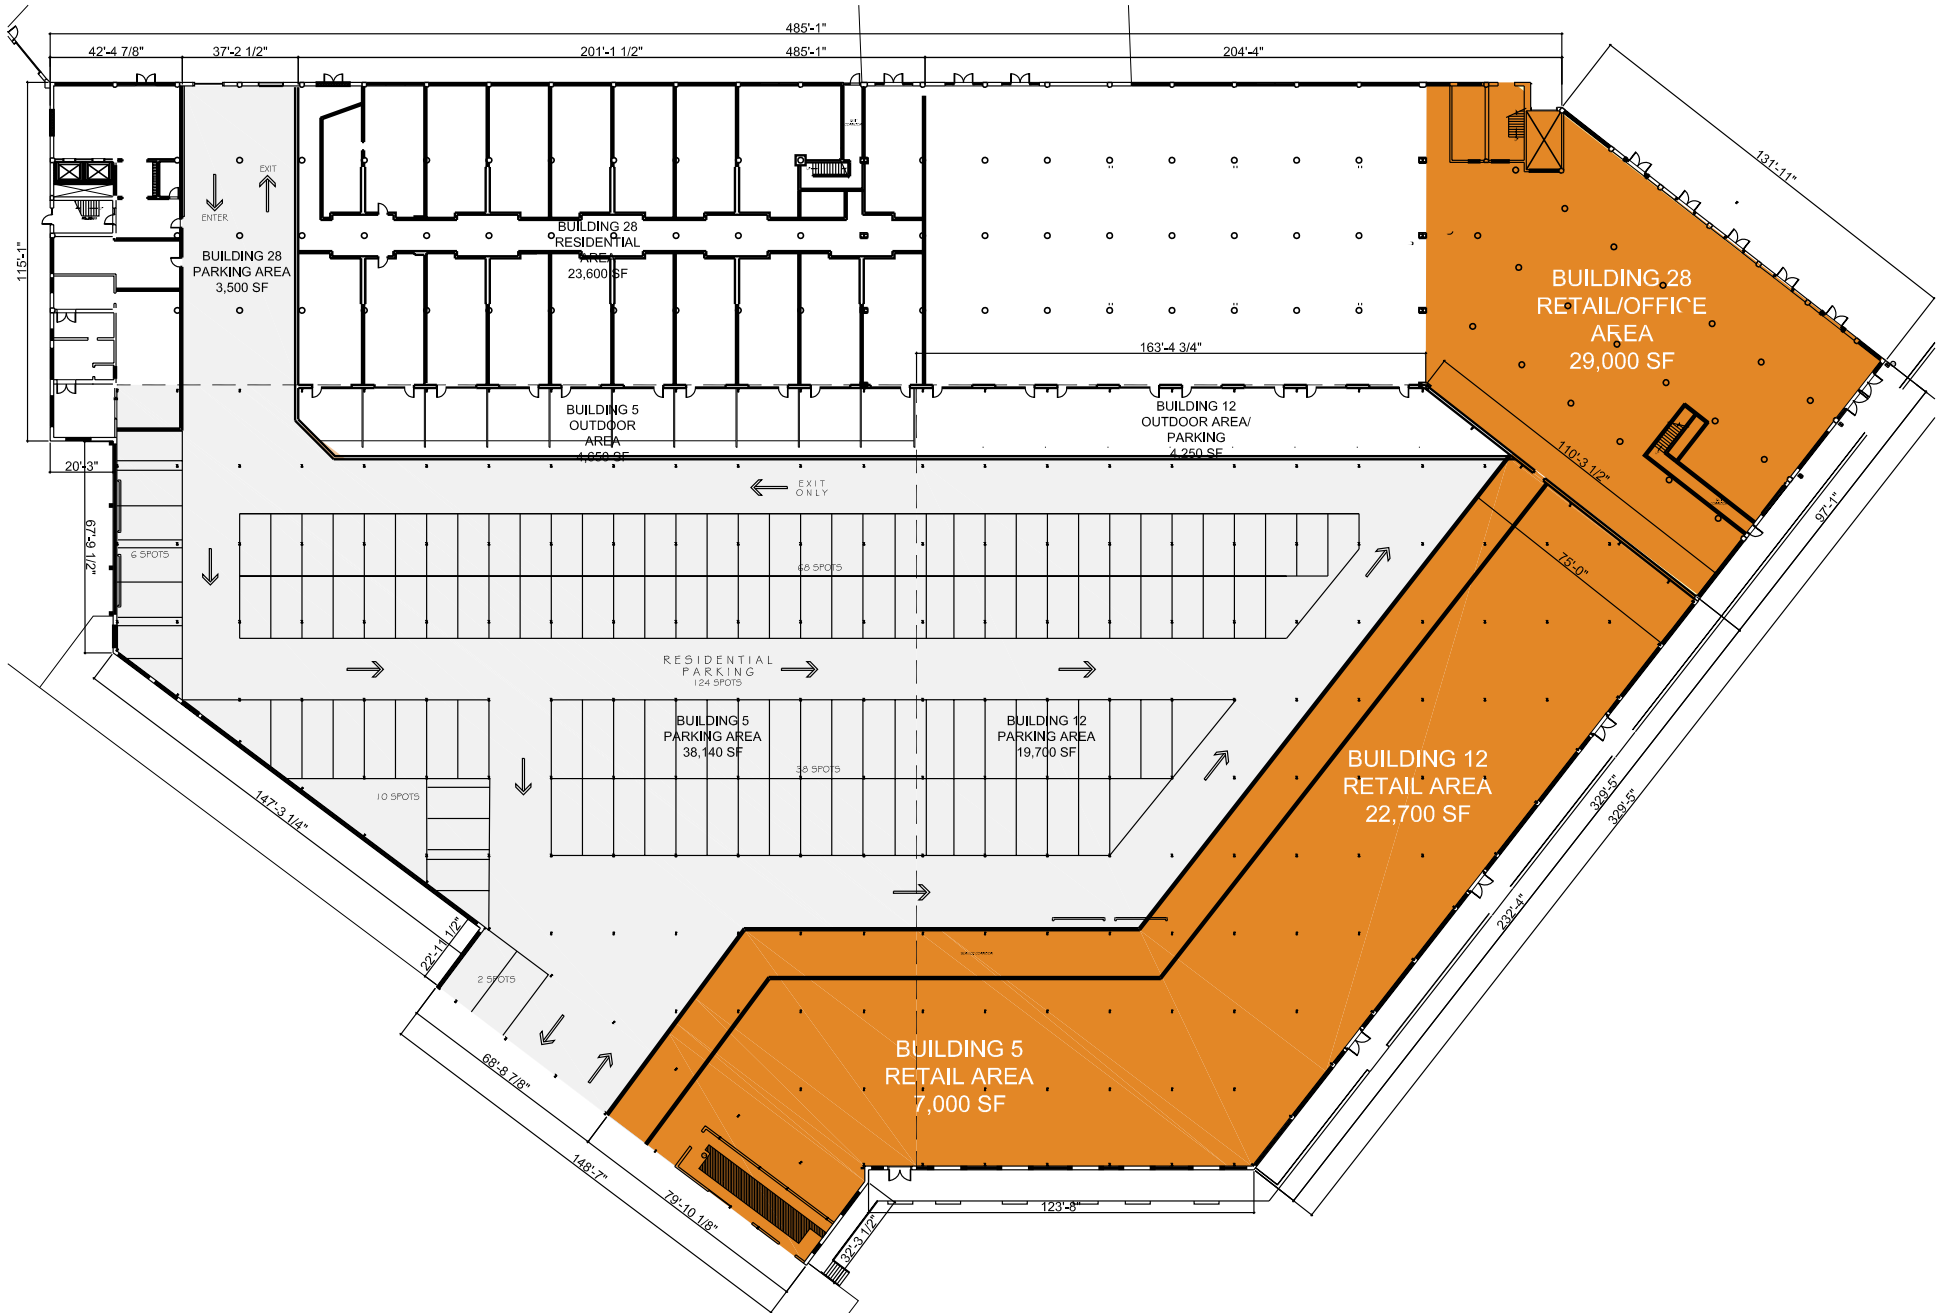 485'-1"
42'-4 7/8"
37'-2 1/2"
201'-1 1/2"
485'-1"
204'-4"
131'-11"
115'-1"
EXIT
ENTER
BUILDING 28
PARKING AREA
3,500 SF
BUILDING 28
RESIDENTIAL
AREA
23,600 SF
BUILDING 28
RETAIL/OFFICE
AREA
29,000 SF
163'-4 3/4"
BUILDING 5
OUTDOOR
AREA
4,650 SF
BUILDING 12
OUTDOOR AREA/
PARKING
4,250 SF
110'-3 1/2"
97'-1"
20'-3"
67'-9 1/2"
EXIT
ONLY
6 SPOTS
68 SPOTS
75'-0"
RESIDENTIAL
PARKING
124 SPOTS
BUILDING 5
PARKING AREA
38,140 SF
BUILDING 12
PARKING AREA
19,700 SF
38 SPOTS
10 SPOTS
BUILDING 12
RETAIL AREA
22,700 SF
329'-5"
329'-5"
232'-4"
147'-3 1/4"
22'-11 1/2"
2 SPOTS
BUILDING 5
RETAIL AREA
7,000 SF
68'-8 7/8"
148'-7"
79'-10 1/8"
32'-3 1/2"
123'-8"